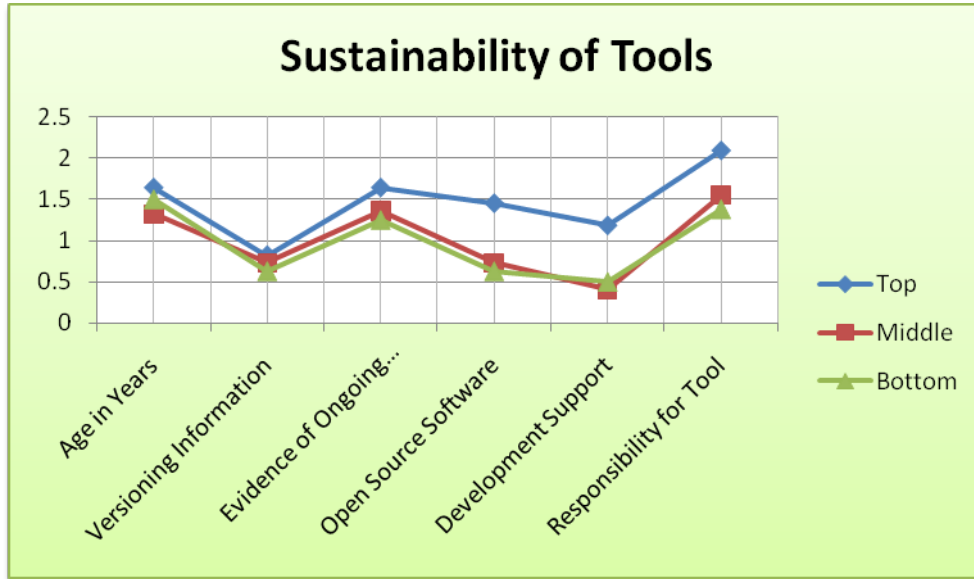 Sustainability of Tools
2.5
2
1.5
1
0.5
0
Age in Years
Versioning Information
Evidence of Ongoing...
Open Source Software
Development Support
Responsibility for Tool
Top
Middle
Bottom